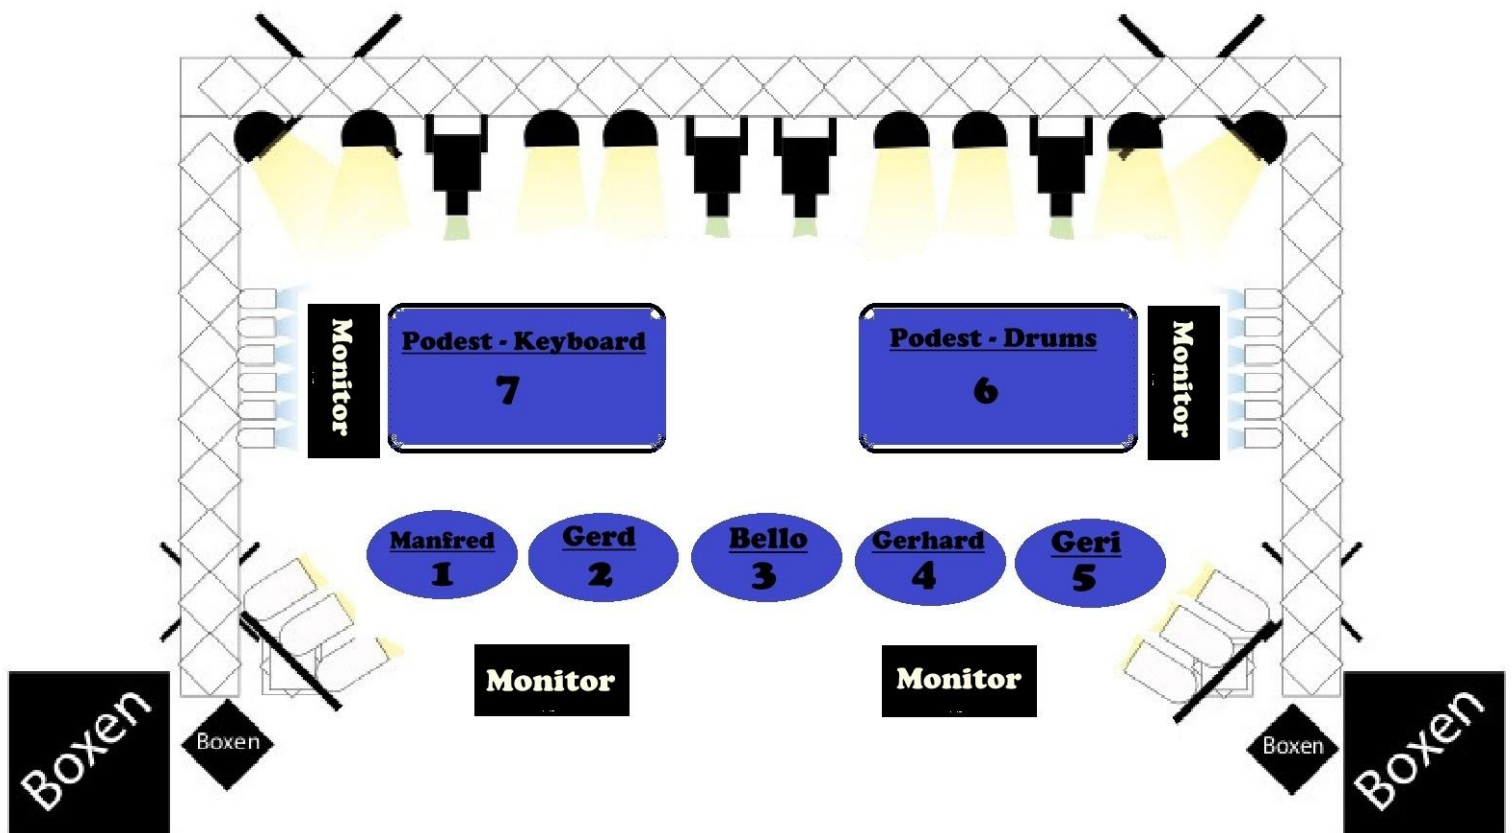 Monitor
Podest - Keyboard
7
Podest - Drums
6
Monitor
Manfred
1
Gerd
2
Bello
3
Gerhard
4
Geri
5
Monitor
Monitor
Boxen
Boxen
Boxen
Boxen